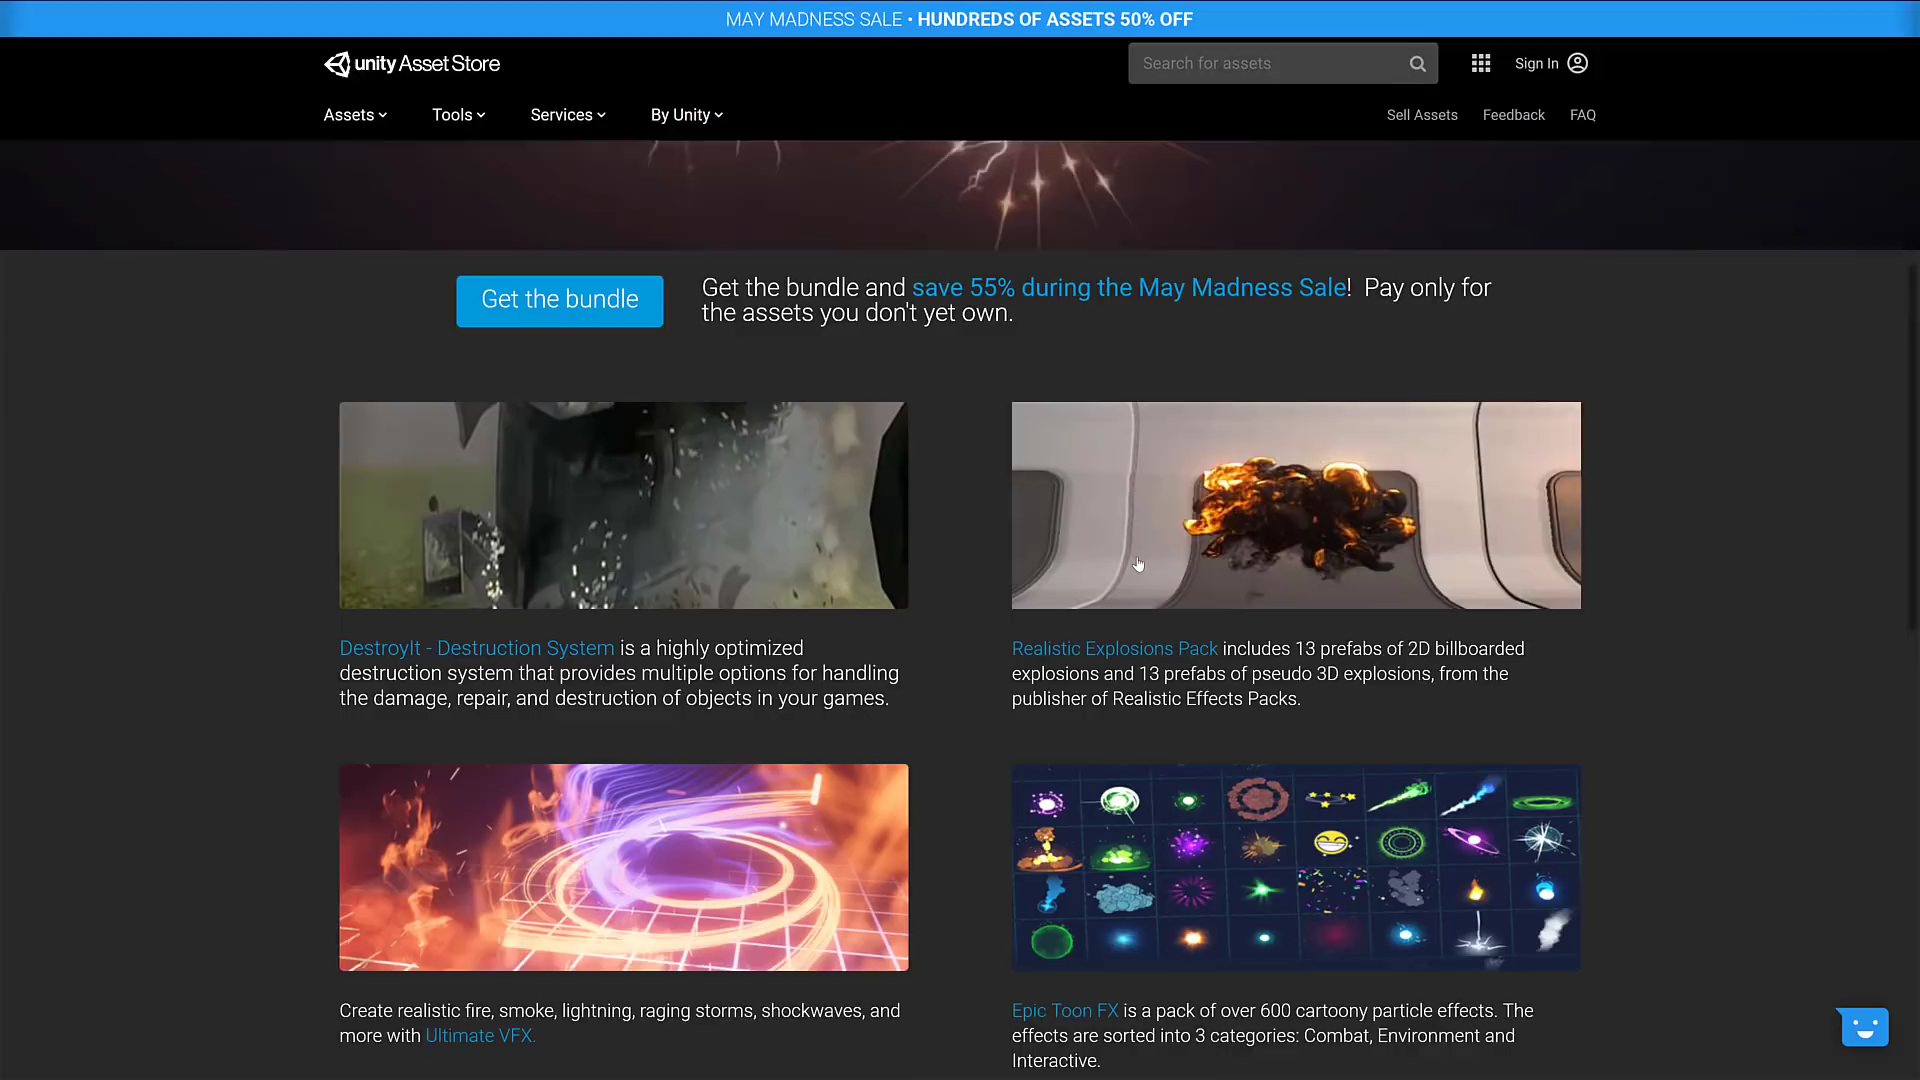 MAY MADNESS SALE • HUNDREDS OF ASSETS 50% OFF
unity Asset Store
Search for assets
Sign In
Assets
Tools
Services
By Unity
Sell Assets
Feedback
FAQ
Get the bundle
Get the bundle and save 55% during the May Madness Sale! Pay only for
the assets you don't yet own.
DestroyIt - Destruction System is a highly optimized
destruction system that provides multiple options for handling
the damage, repair, and destruction of objects in your games.
Realistic Explosions Pack includes 13 prefabs of 2D billboarded
explosions and 13 prefabs of pseudo 3D explosions, from the
publisher of Realistic Effects Packs.
Create realistic fire, smoke, lightning, raging storms, shockwaves, and
more with Ultimate VFX.
Epic Toon FX is a pack of over 600 cartoony particle effects. The
effects are sorted into 3 categories: Combat, Environment and
Interactive.